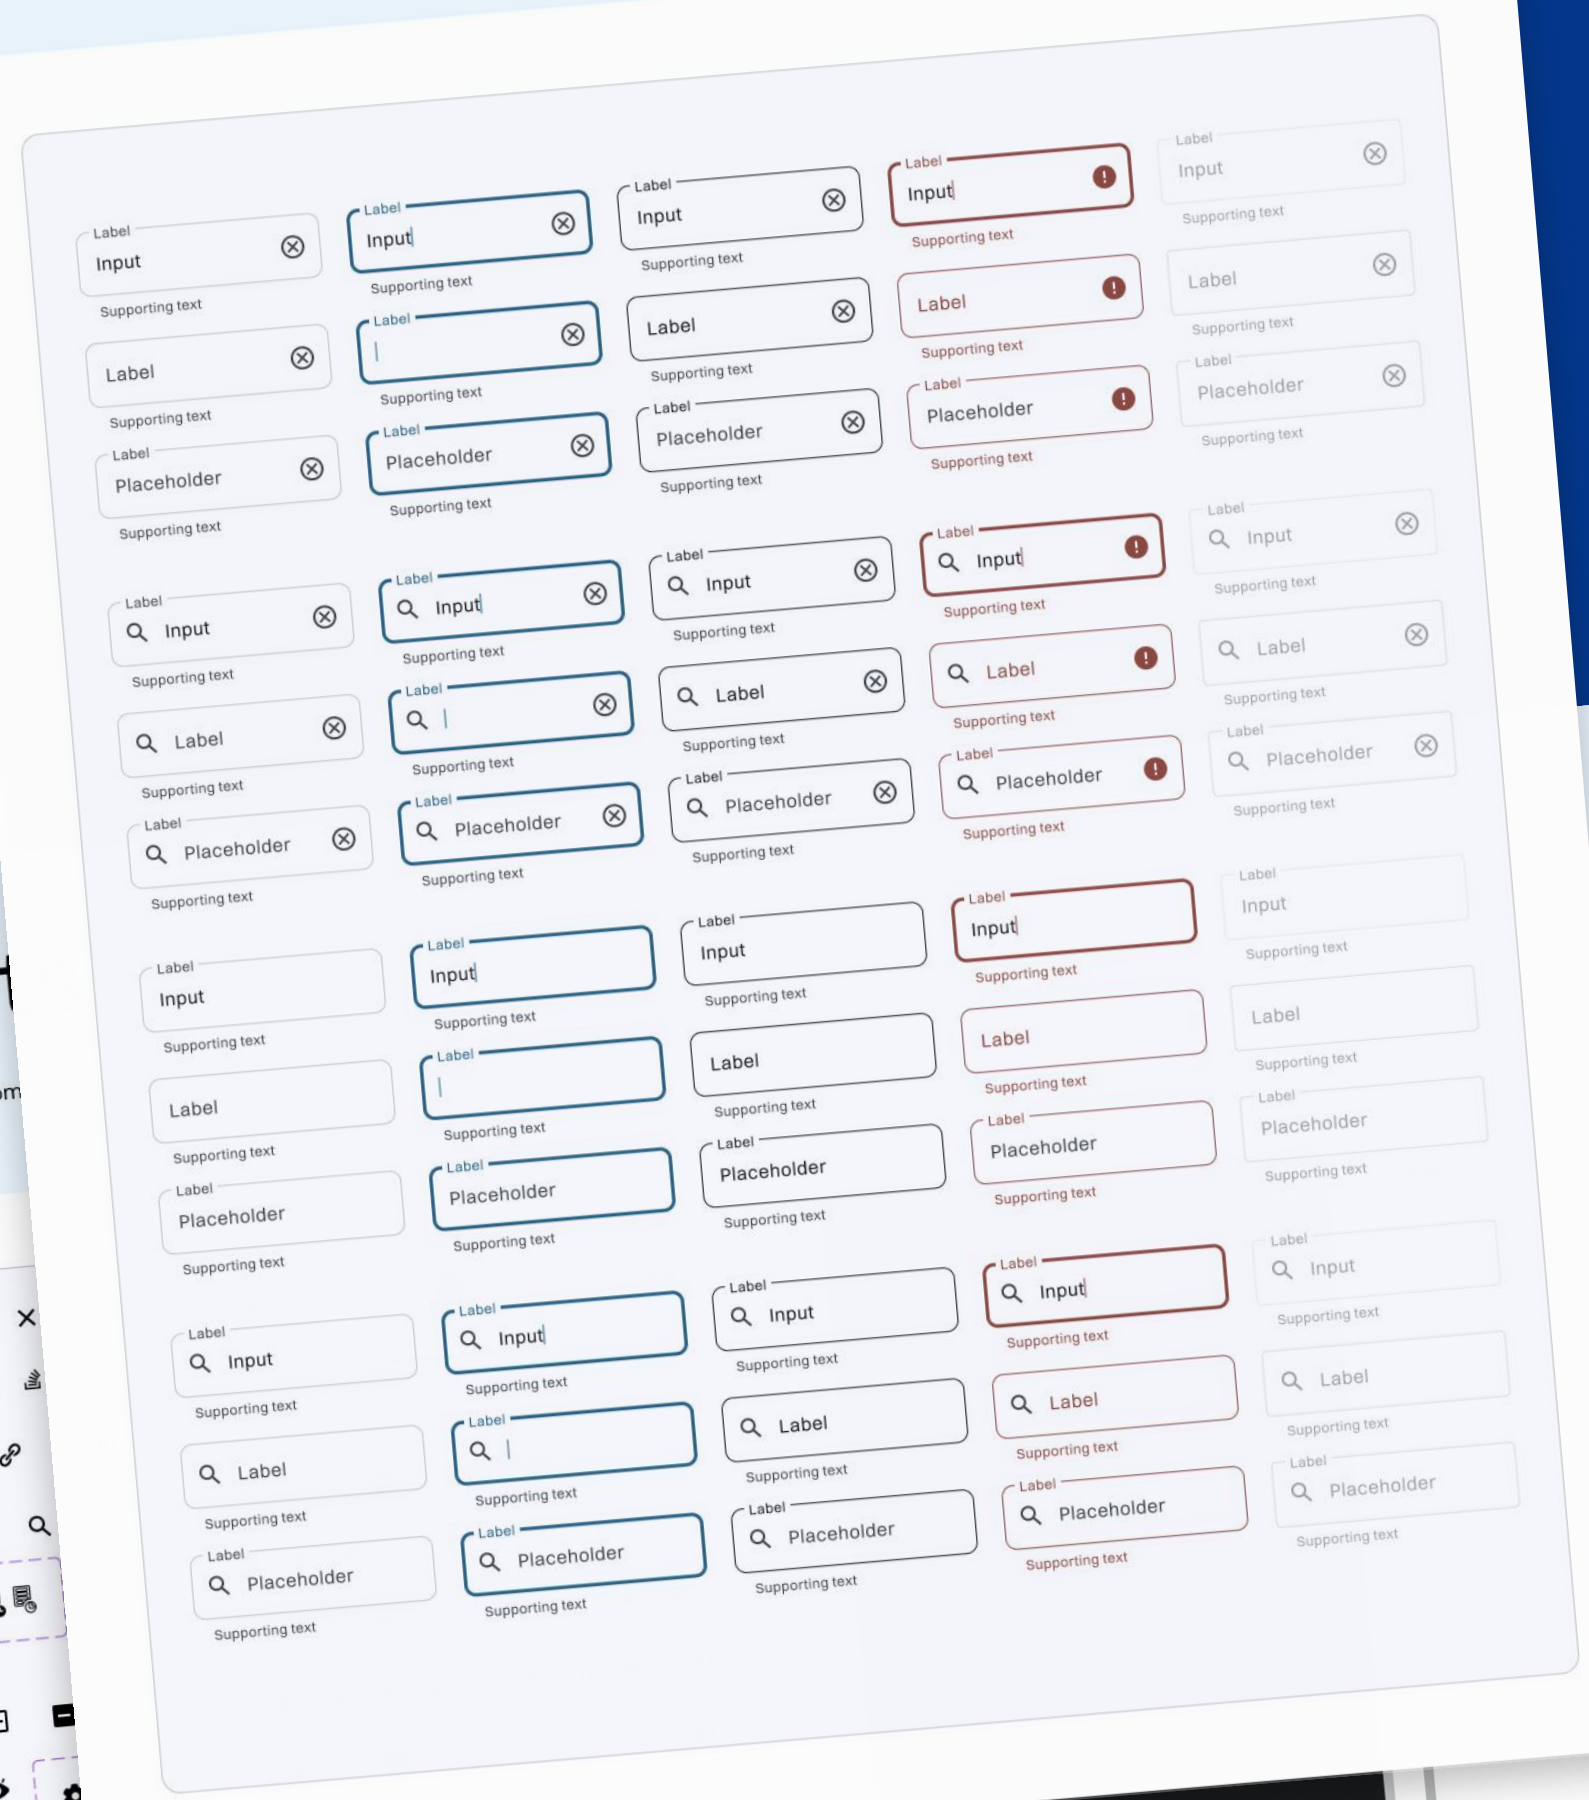 Label Label Label Label Label
Input Input Input Input Input
Supporting text Supporting text Supporting text Supporting text Supporting text
Label
Label Label Label Label
Supporting text Supporting text Supporting text Supporting text Supporting text
Label Label Label Label Label
Placeholder Placeholder Placeholder Placeholder Placeholder
Supporting text Supporting text Supporting text Supporting text Supporting text
Label Label Label Label Label
Input Input Input Input Input
Supporting text Supporting text Supporting text Supporting text Supporting text
Label
Label Label Label Label
Supporting text Supporting text Supporting text Supporting text Supporting text
Label Label Label Label Label
Placeholder Placeholder Placeholder Placeholder Placeholder
Supporting text Supporting text Supporting text Supporting text Supporting text
Label Label Label Label Label
Input Input Input Input Input
Supporting text Supporting text Supporting text Supporting text Supporting text
Label
Label Label Label Label
Supporting text Supporting text Supporting text Supporting text Supporting text
Label Label Label Label Label
Placeholder Placeholder Placeholder Placeholder Placeholder
Supporting text Supporting text Supporting text Supporting text Supporting text
Label Label Label Label Label
Input Input Input Input Input
Supporting text Supporting text Supporting text Supporting text Supporting text
Label
Label Label Label Label
Supporting text Supporting text Supporting text Supporting text Supporting text
Label Label Label Label Label
Placeholder Placeholder Placeholder Placeholder Placeholder
Supporting text Supporting text Supporting text Supporting text Supporting text